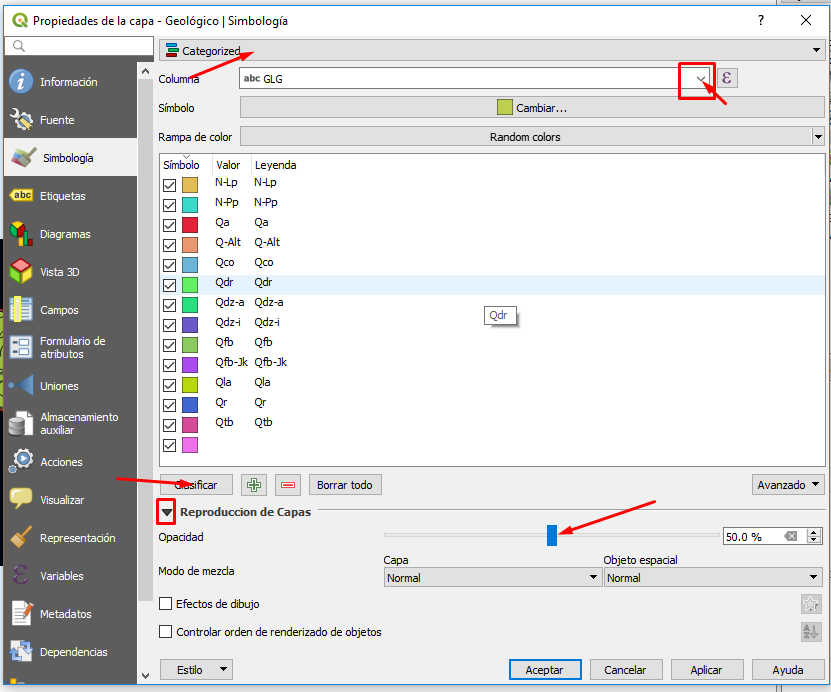 Propiedades de la capa - Geológico | Simbología
?
Categorized
Información
Columna
abc GLG
ε
Fuente
Símbolo
Cambiar...
Simbología
Rampa de color
Random colors
Símbolo Valor Leyenda
N-Lp N-Lp
abc Etiquetas
N-Pp N-Pp
Qa Qa
Diagramas
Q-Alt Q-Alt
Qco Qco
Vista 3D
Qdr Qdr
Qdz-a Qdz-a
Campos
Qdr
Qdz-i Qdz-i
Formulario de
atributos
Qfb Qfb
Qfb-Jk Qfb-Jk
Uniones
Qla Qla
Qr Qr
Almacenamiento
auxiliar
Qtb Qtb
Acciones
Clasificar
Borrar todo
Avanzado
Visualizar
Reproduccion de Capas
Representación
Opacidad
50.0 %
Capa
Objeto espacial
Variables
Modo de mezcla
Normal
Normal
Metadatos
Efectos de dibujo
Controlar orden de renderizado de objetos
Dependencias
Estilo
Aceptar
Cancelar
Aplicar
Ayuda